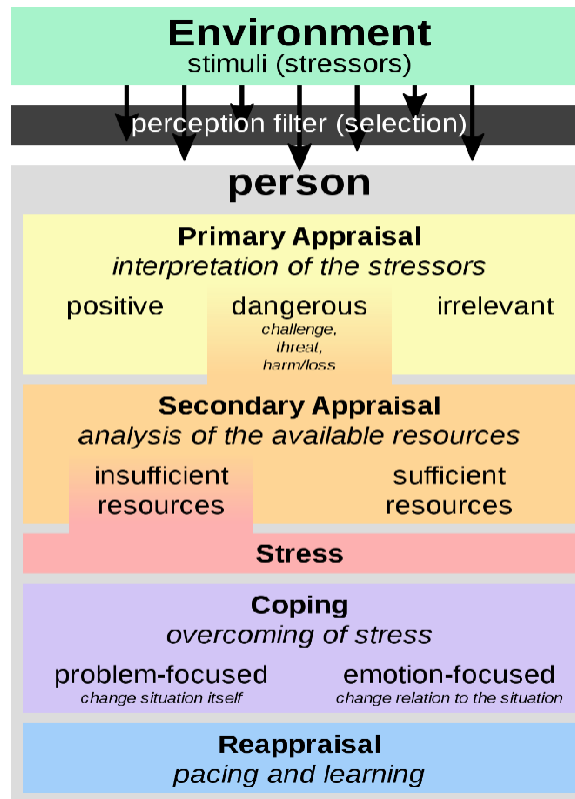 Environment
stimuli (stressors)
perception filter (selection)
person
Primary Appraisal
interpretation of the stressors
positive dangerous irrelevant
challenge,
threat,
harm/loss
Secondary Appraisal
analysis of the available resources
insufficient sufficient
resources resources
Stress
Coping
overcoming of stress
problem-focused emotion-focused
change situation itself change relation to the situation
Reappraisal
pacing and learning